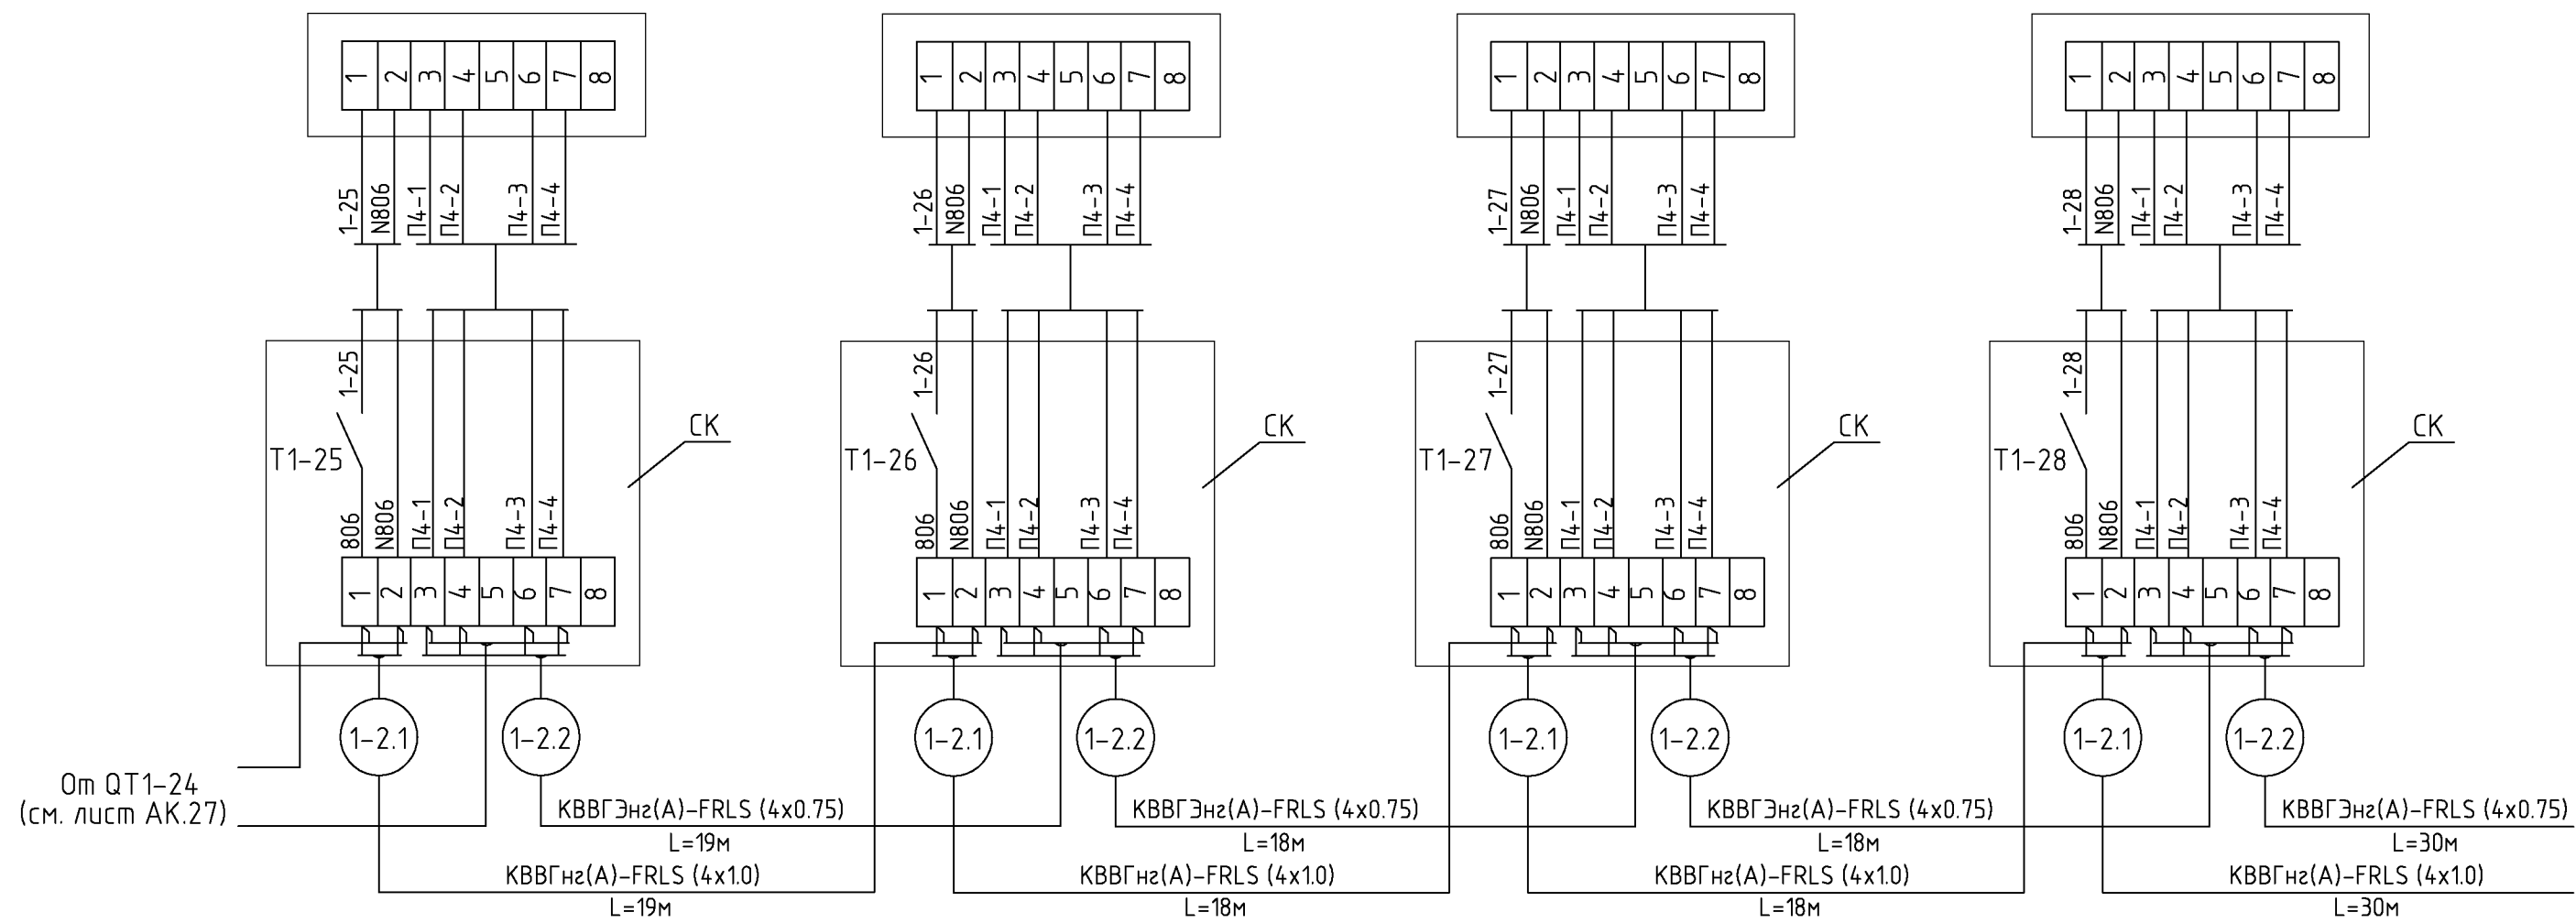 1 2 3 4 5 6 7 8
1 2 3 4 5 6 7 8
1 2 3 4 5 6 7 8
1 2 3 4 5 6 7 8
1-25 N806 П4-1 П4-2 П4-3 П4-4
1-26 N806 П4-1 П4-2 П4-3 П4-4
1-27 N806 П4-1 П4-2 П4-3 П4-4
1-28 N806 П4-1 П4-2 П4-3 П4-4
1-25
1-26
1-27
1-28
СК
СК
СК
СК
Т1-25
Т1-26
Т1-27
Т1-28
806 N806 П4-1 П4-2 П4-3 П4-4
806 N806 П4-1 П4-2 П4-3 П4-4
806 N806 П4-1 П4-2 П4-3 П4-4
806 N806 П4-1 П4-2 П4-3 П4-4
1 2 3 4 5 6 7 8
1 2 3 4 5 6 7 8
1 2 3 4 5 6 7 8
1 2 3 4 5 6 7 8
1-2.1
1-2.2
1-2.1
1-2.2
1-2.1
1-2.2
1-2.1
1-2.2
От QT1-24
(см. лист АК.27)
КВВГЭнг(А)-FRLS (4х0.75)
L=19м
КВВГЭнг(А)-FRLS (4х0.75)
L=18м
КВВГЭнг(А)-FRLS (4х0.75)
L=18м
КВВГЭнг(А)-FRLS (4х0.75)
L=30м
КВВГнг(А)-FRLS (4х1.0)
L=19м
КВВГнг(А)-FRLS (4х1.0)
L=18м
КВВГнг(А)-FRLS (4х1.0)
L=18м
КВВГнг(А)-FRLS (4х1.0)
L=30м